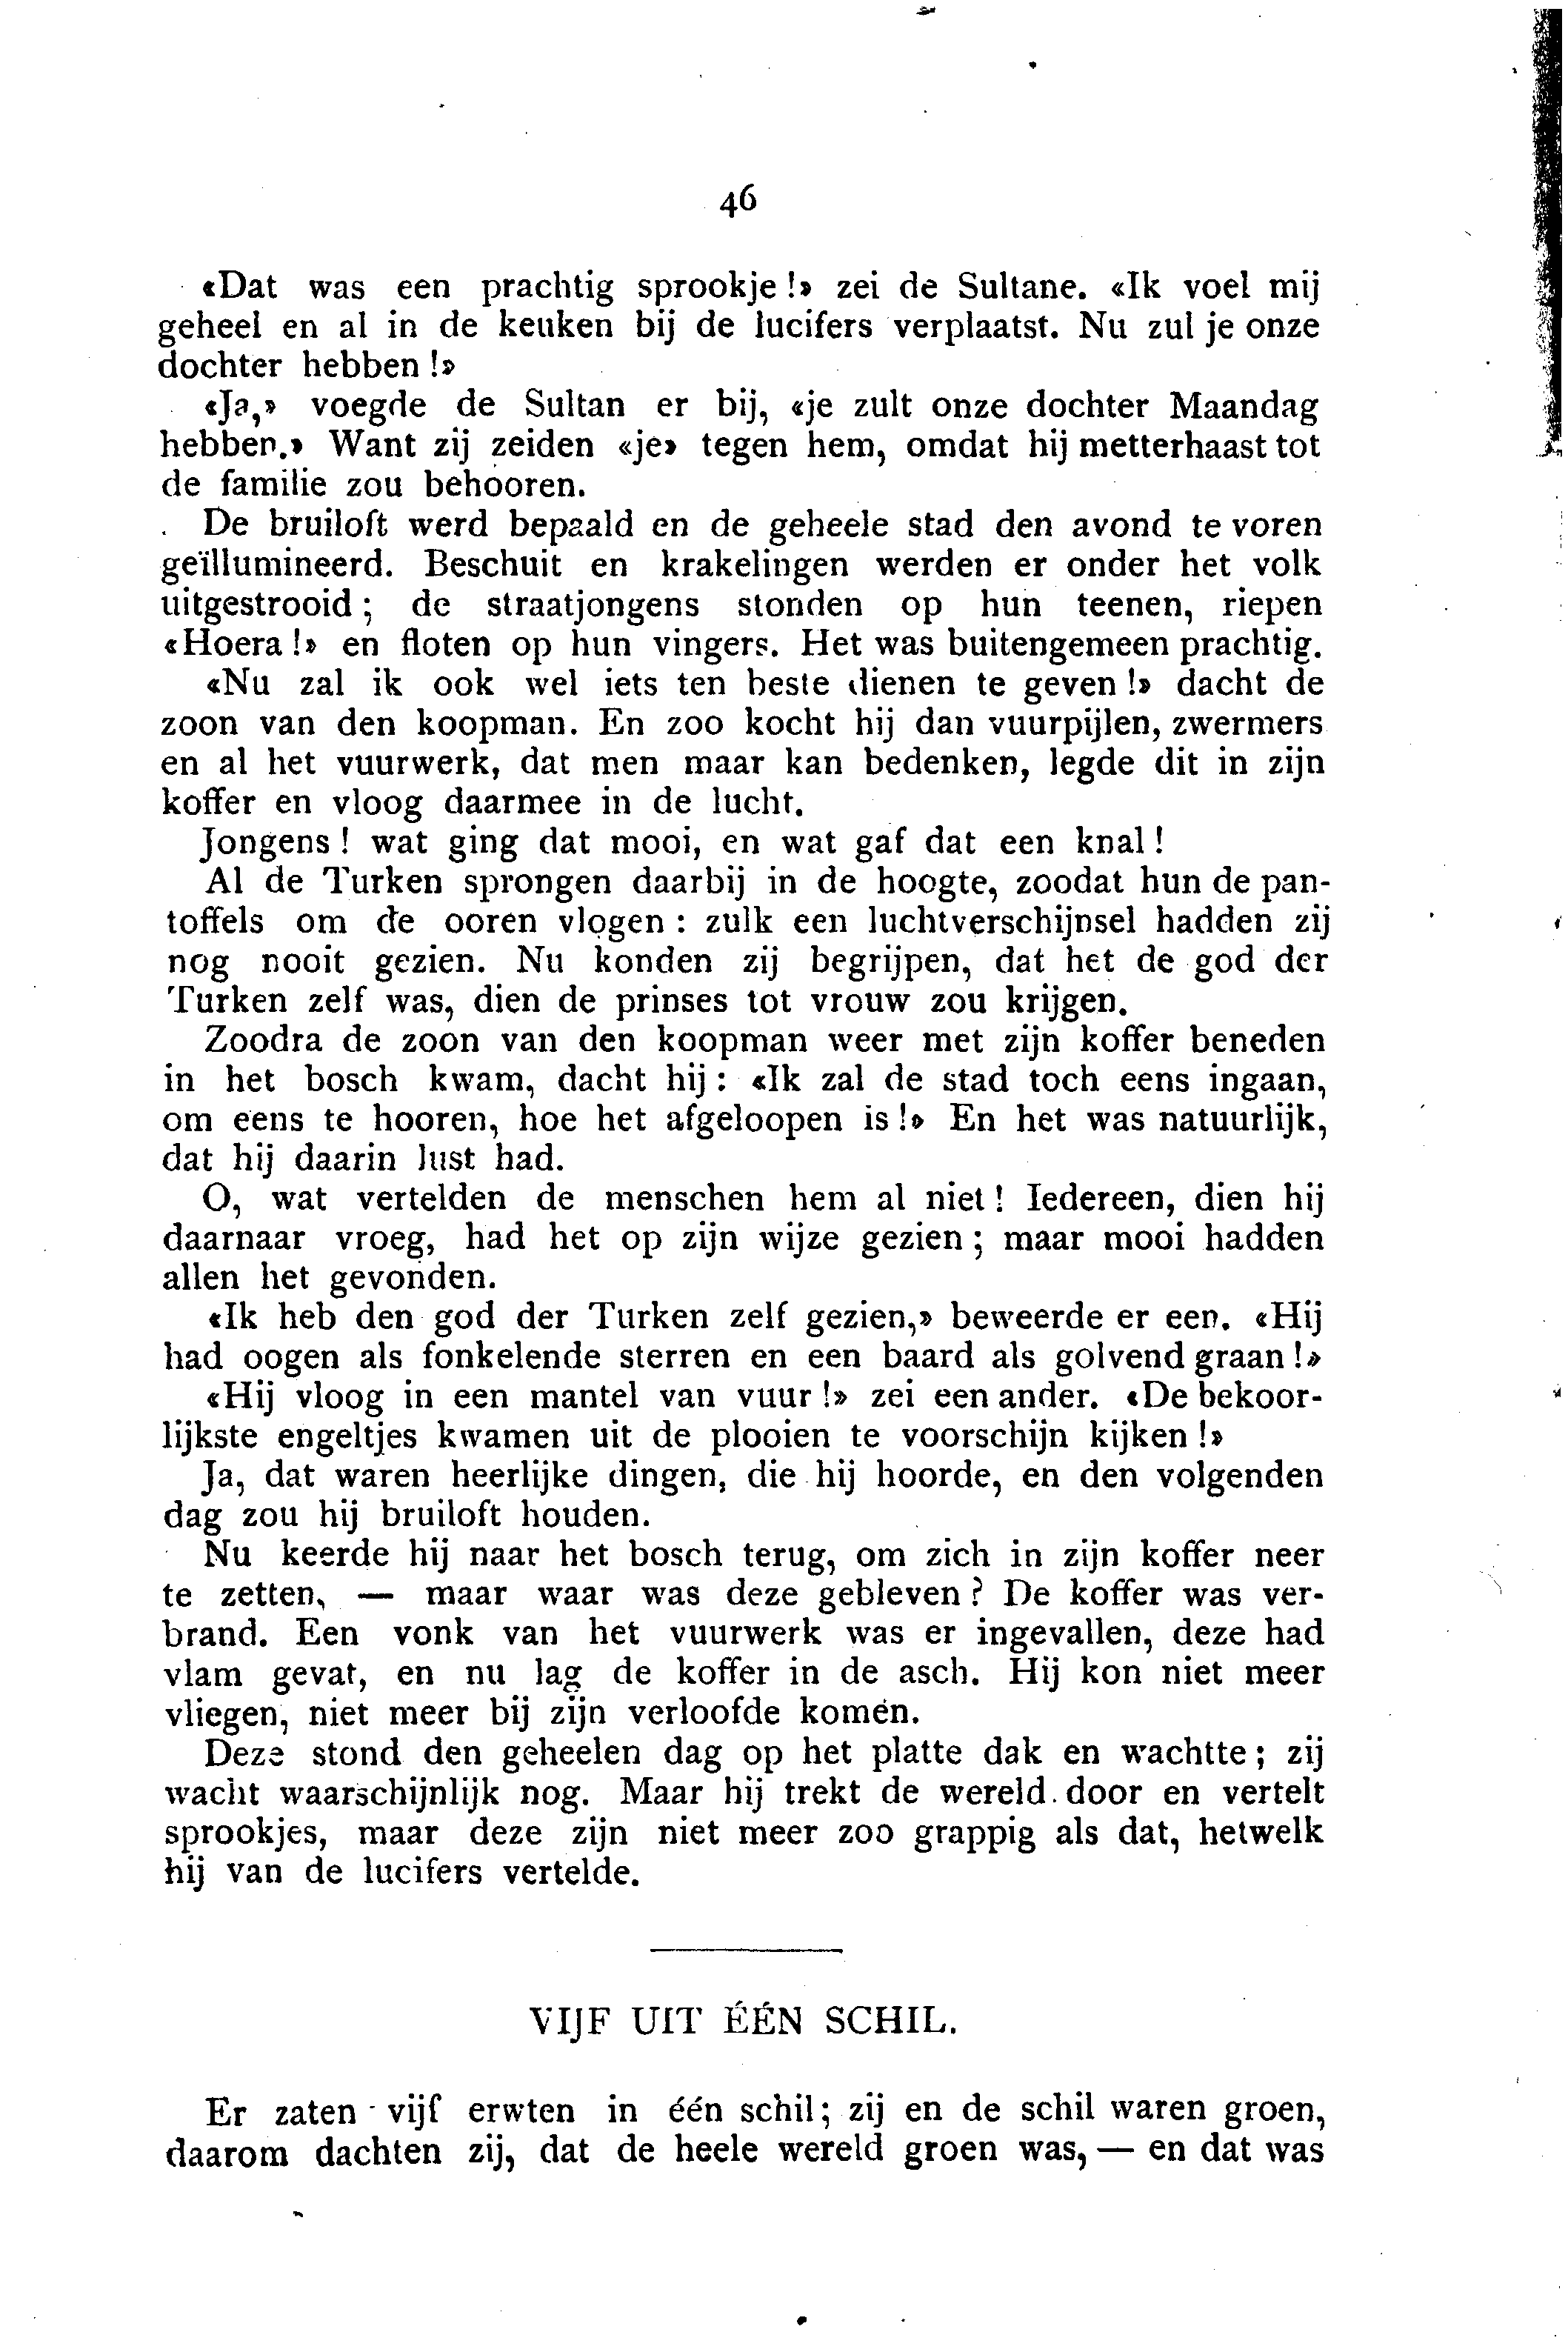 46
«Dat was een prachtig sprookje !» zei de Sultane. «Ik voel mij
geheel en al in de keuken bij de lucifers verplaatst. Nu zul je onze
dochter hebben !»
«Ja,» voegde de Sultan er bij, «je zult onze dochter Maandag
hebben.» Want zij zeiden «je» tegen hem, omdat hij metterhaast tot
de familie zou behooren.
De bruiloft werd bepaald en de geheele stad den avond te voren
geïllumineerd. Beschuit en krakelingen werden er onder het volk
uitgestrooid ; de straatjongens stonden op hun teenen, riepen
«Hoera !» en floten op hun vingers. Het was buitengemeen prachtig.
«Nu zal ik ook wel iets ten beste dienen te geven !» dacht de
zoon van den koopman. En zoo kocht hij dan vuurpijlen, zwermers
en al het vuurwerk, dat men maar kan bedenken, legde dit in zijn
koffer en vloog daarmee in de lucht.
Jongens ! wat ging dat mooi, en wat gaf dat een knal !
Al de Turken sprongen daarbij in de hoogte, zoodat hun de pan-
toffels om de ooren vlogen : zulk een luchtverschijnsel hadden zij
nog nooit gezien. Nu konden zij begrijpen, dat het de god der
Turken zelf was, dien de prinses tot vrouw zou krijgen.
Zoodra de zoon van den koopman weer met zijn koffer beneden
in het bosch kwam, dacht hij : «Ik zal de stad toch eens ingaan,
om eens te hooren, hoe het afgeloopen is !» En het was natuurlijk,
dat hij daarin lust had.
O, wat vertelden de menschen hem al niet ! Iedereen, dien hij
daarnaar vroeg, had het op zijn wijze gezien ; maar mooi hadden
allen het gevonden.
«Ik heb den god der Turken zelf gezien,» beweerde er een. «Hij
had oogen als fonkelende sterren en een baard als golvend graan !»
«Hij vloog in een mantel van vuur !» zei een ander. «De bekoor-
lijkste engeltjes kwamen uit de plooien te voorschijn kijken !»
Ja, dat waren heerlijke dingen, die hij hoorde, en den volgenden
dag zou hij bruiloft houden.
Nu keerde hij naar het bosch terug, om zich in zijn koffer neer
te zetten, — maar waar was deze gebleven ? De koffer was ver-
brand. Een vonk van het vuurwerk was er ingevallen, deze had
vlam gevat, en nu lag de koffer in de asch. Hij kon niet meer
vliegen, niet meer bij zijn verloofde komen.
Deze stond den geheelen dag op het platte dak en wachtte ; zij
wacht waarschijnlijk nog. Maar hij trekt de wereld door en vertelt
sprookjes, maar deze zijn niet meer zoo grappig als dat, hetwelk
hij van de lucifers vertelde.
VIJF UIT ÉÉN SCHIL.
Er zaten vijf erwten in één schil; zij en de schil waren groen,
daarom dachten zij, dat de heele wereld groen was, — en dat was